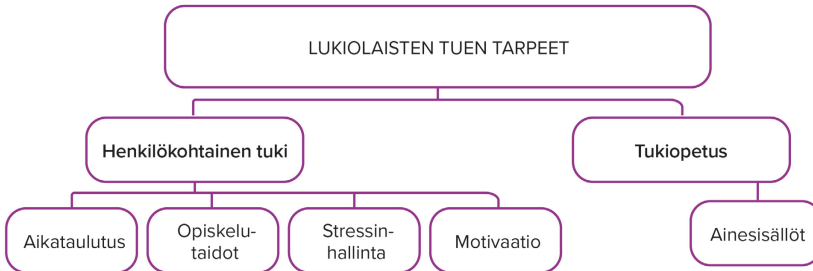 LUKIOLAISTEN TUEN TARPEET
Henkilökohtainen tuki
Tukiopetus
Aikataulutus
Opiskelu-
taidot
Stressin-
hallinta
Motivaatio
Ainesisällöt